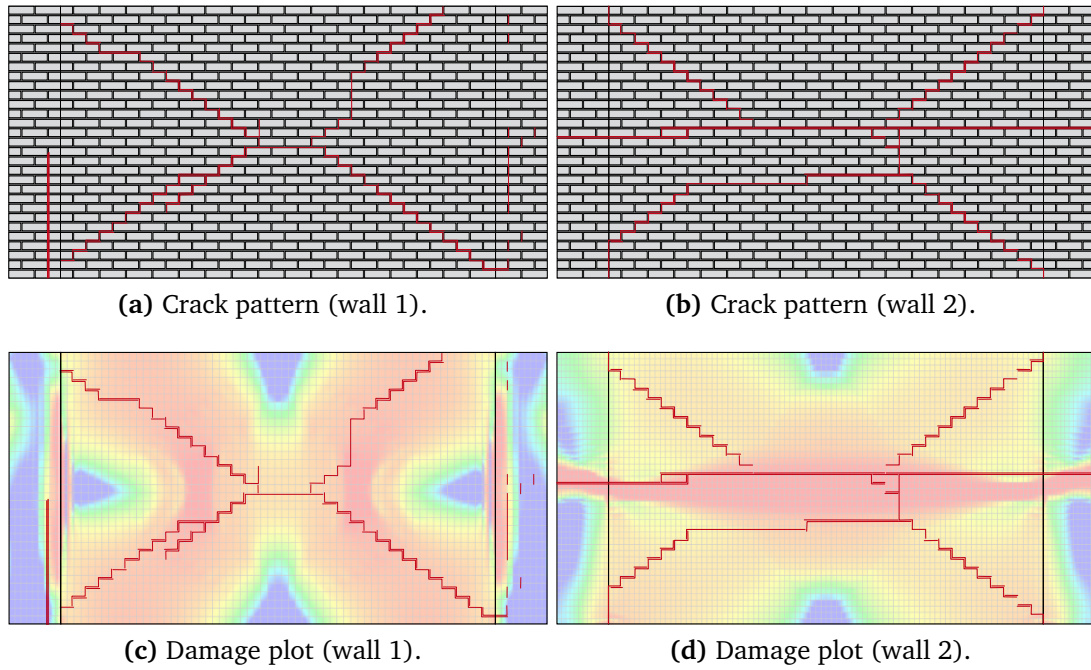 (a) Crack pattern (wall 1).
(b) Crack pattern (wall 2).
(c) Damage plot (wall 1).
(d) Damage plot (wall 2).